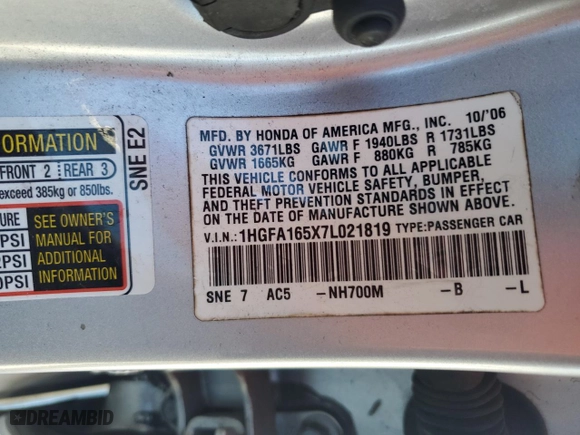 ORMATION
FRONT 2 REAR 3
exceed 385kg or 850lbs.
URE
PSI
PSI
0PSI
SEE OWNER'S
MANUAL FOR
ADDITIONAL
INFORMATION
SNE E2
MFD. BY HONDA OF AMERICA MFG., INC. 10/'06
GVWR 3671LBS GAWR F 1940LBS R 1731LBS
GVWR 1665KG GAWR F 880KG R 785KG
THIS VEHICLE CONFORMS TO ALL APPLICABLE
FEDERAL MOTOR VEHICLE SAFETY, BUMPER,
AND THEFT PREVENTION STANDARDS IN EFFECT
ON THE DATE OF MANUFACTURE SHOWN ABOVE.
V.I.N.: 1HGFA165X7L021819 TYPE:PASSENGER CAR
SNE 7 AC5 -NH700M -B -L
DREAMBID